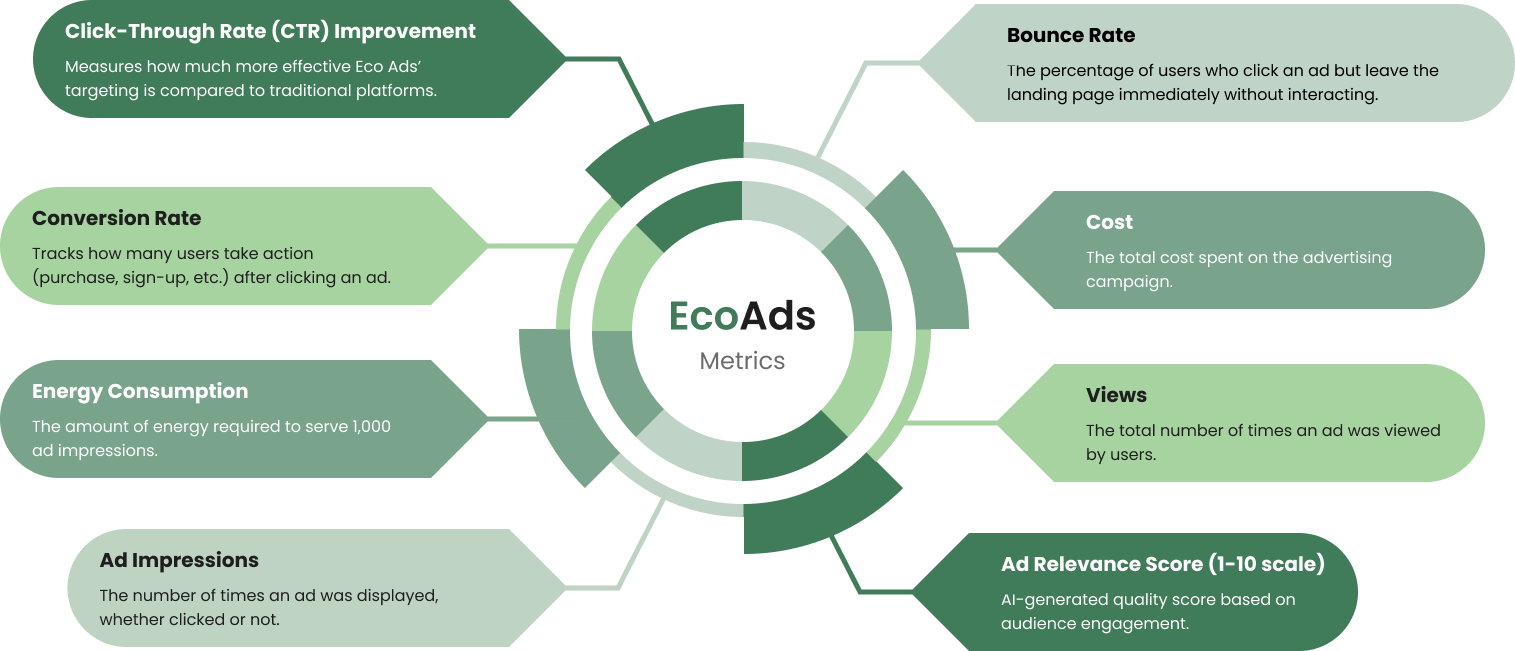 Click-Through Rate (CTR) Improvement
Measures how much more effective Eco Ads’
targeting is compared to traditional platforms.
Conversion Rate
Tracks how many users take action
(purchase, sign-up, etc.) after clicking an ad.
Energy Consumption
The amount of energy required to serve 1,000
ad impressions.
Ad Impressions
The number of times an ad was displayed,
whether clicked or not.
EcoAds
Metrics
Bounce Rate
The percentage of users who click an ad but leave the
landing page immediately without interacting.
Cost
The total cost spent on the advertising
campaign.
Views
The total number of times an ad was viewed
by users.
Ad Relevance Score (1-10 scale)
AI-generated quality score based on
audience engagement.